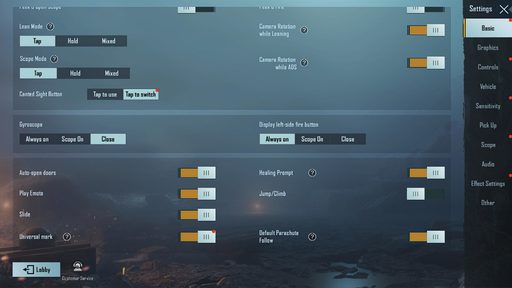 Settings
Lean Mode ?
Tap Hold Mixed
Camera Rotation
while Leaning ?
Basic
Graphics
Scope Mode ?
Tap Hold Mixed
Camera Rotation
while ADS ?
Controls
Vehicle
Canted Sight Button Tap to use Tap to switch
Sensitivity
Gyroscope
Always on Scope On Close
Display left-side fire button
Always on Scope On Close
Pick Up
Scope
Audio
Auto-open doors
Healing Prompt ?
Effect Settings
Play Emote
Jump/Climb
Other
Slide
Universal mark ?
Default Parachute
Follow ?
Lobby
Customer Service